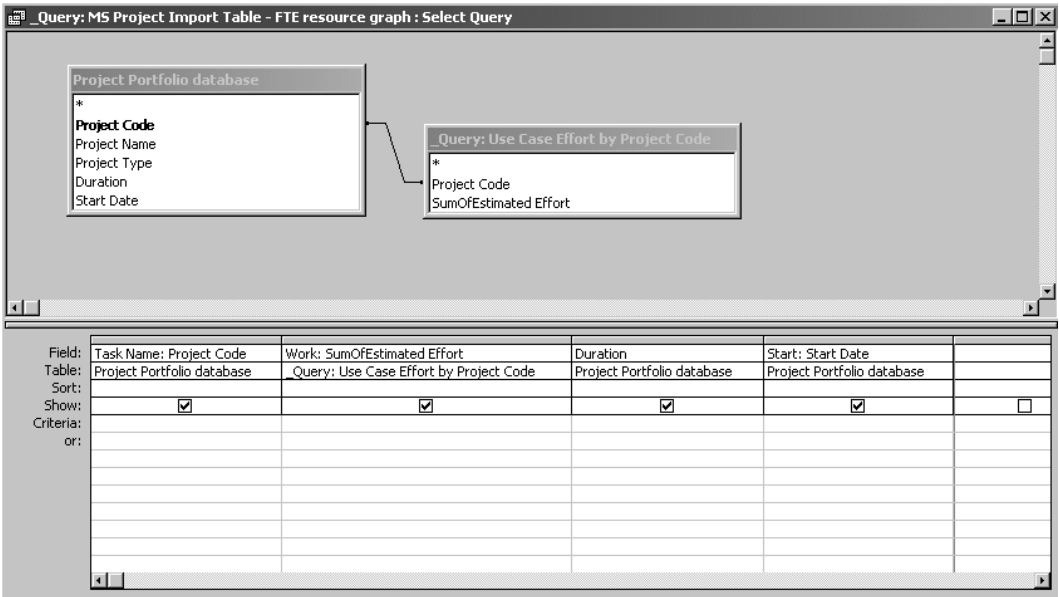 _Query: MS Project Import Table - FTE resource graph : Select Query
Project Portfolio database
*
Project Code
Project Name
Project Type
Duration
Start Date
_Query: Use Case Effort by Project Code
*
Project Code
SumOfEstimated Effort
Field: Task Name: Project Code Work: SumOfEstimated Effort Duration Start: Start Date
Table: Project Portfolio database _Query: Use Case Effort by Project Code Project Portfolio database Project Portfolio database
Sort:
Show:
Criteria:
or: